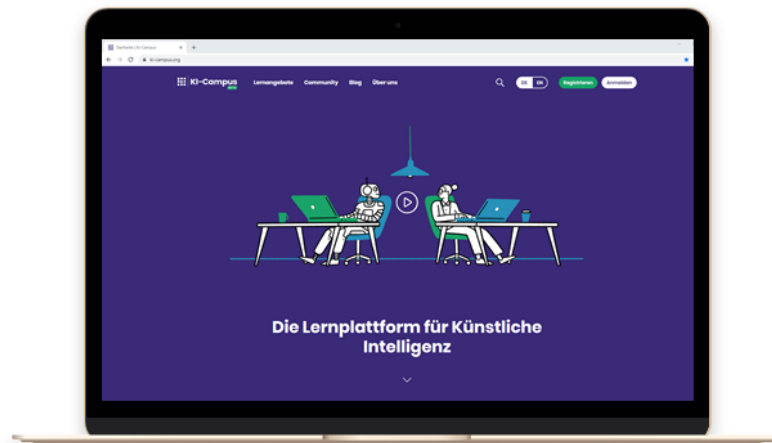 Startseite | KI-Campus
ki-campus.org
KI-Campus
BETA
Lernangebote Community Blog Über uns
DE EN
Registrieren Anmelden
Die Lernplattform für Künstliche
Intelligenz